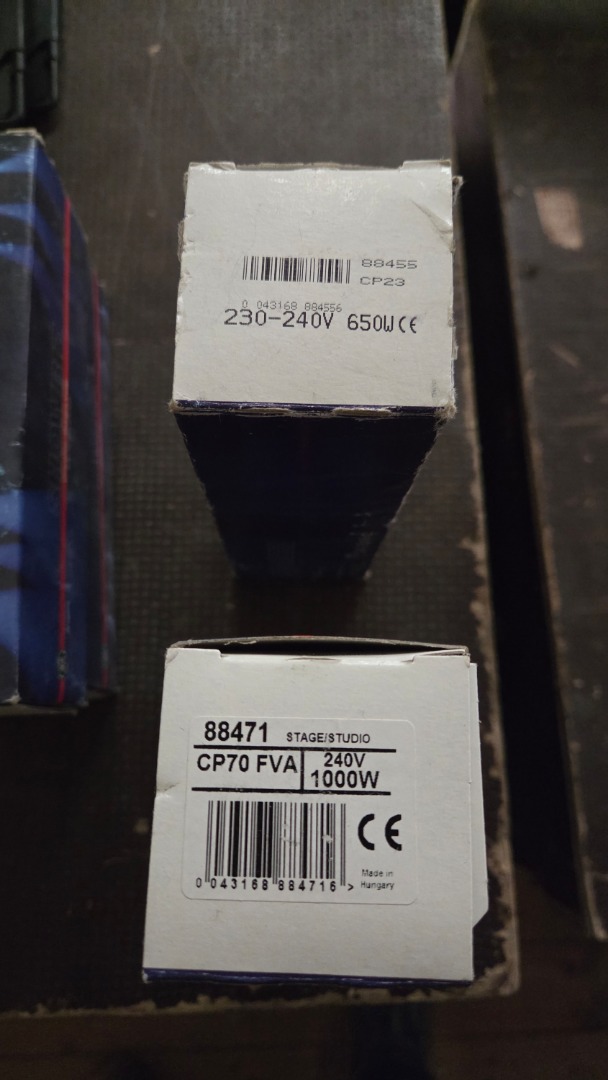 88455
CP23
0 043168 884556
230-240V 650W CE
88471 STAGE/STUDIO
CP70 FVA
240V
1000W
CE
0 043168 884716 >
Made in
Hungary